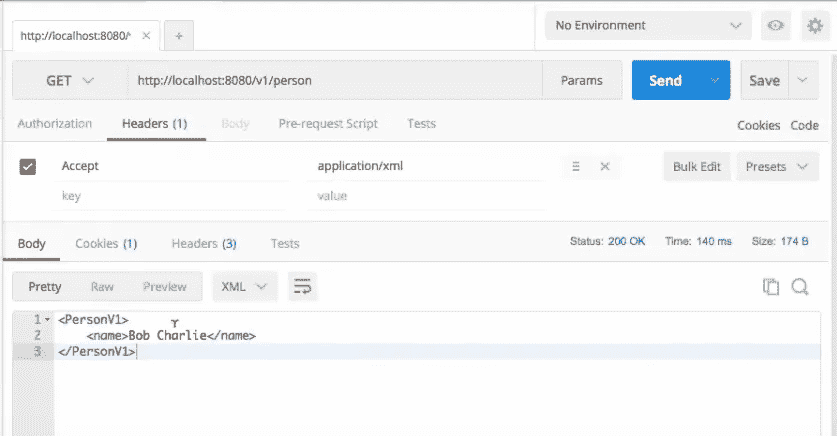 http://localhost:8080/
No Environment
GET http://localhost:8080/v1/person Params Send Save
Authorization Headers (1) Body Pre-request Script Tests Cookies Code
Accept application/xml Bulk Edit Presets
key value
Body Cookies (1) Headers (3) Tests Status: 200 OK Time: 140 ms Size: 174 B
Pretty Raw Preview XML
1 <PersonV1>
2 <name>Bob Charlie</name>
3 </PersonV1>